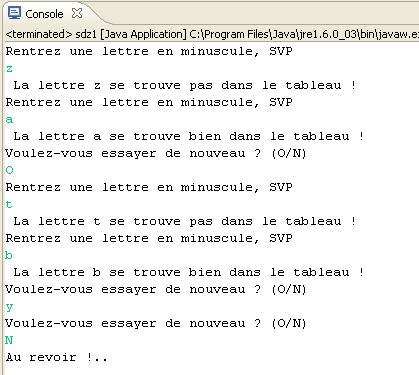 Console
<terminated> sdz1 [Java Application] C:\Program Files\Java\jre1.6.0_03\bin\javaw.e
Rentrez une lettre en minuscule, SVP
z
La lettre z se trouve pas dans le tableau !
Rentrez une lettre en minuscule, SVP
a
La lettre a se trouve bien dans le tableau !
Voulez-vous essayer de nouveau ? (O/N)
O
Rentrez une lettre en minuscule, SVP
t
La lettre t se trouve pas dans le tableau !
Rentrez une lettre en minuscule, SVP
b
La lettre b se trouve bien dans le tableau !
Voulez-vous essayer de nouveau ? (O/N)
y
Voulez-vous essayer de nouveau ? (O/N)
N
Au revoir !..